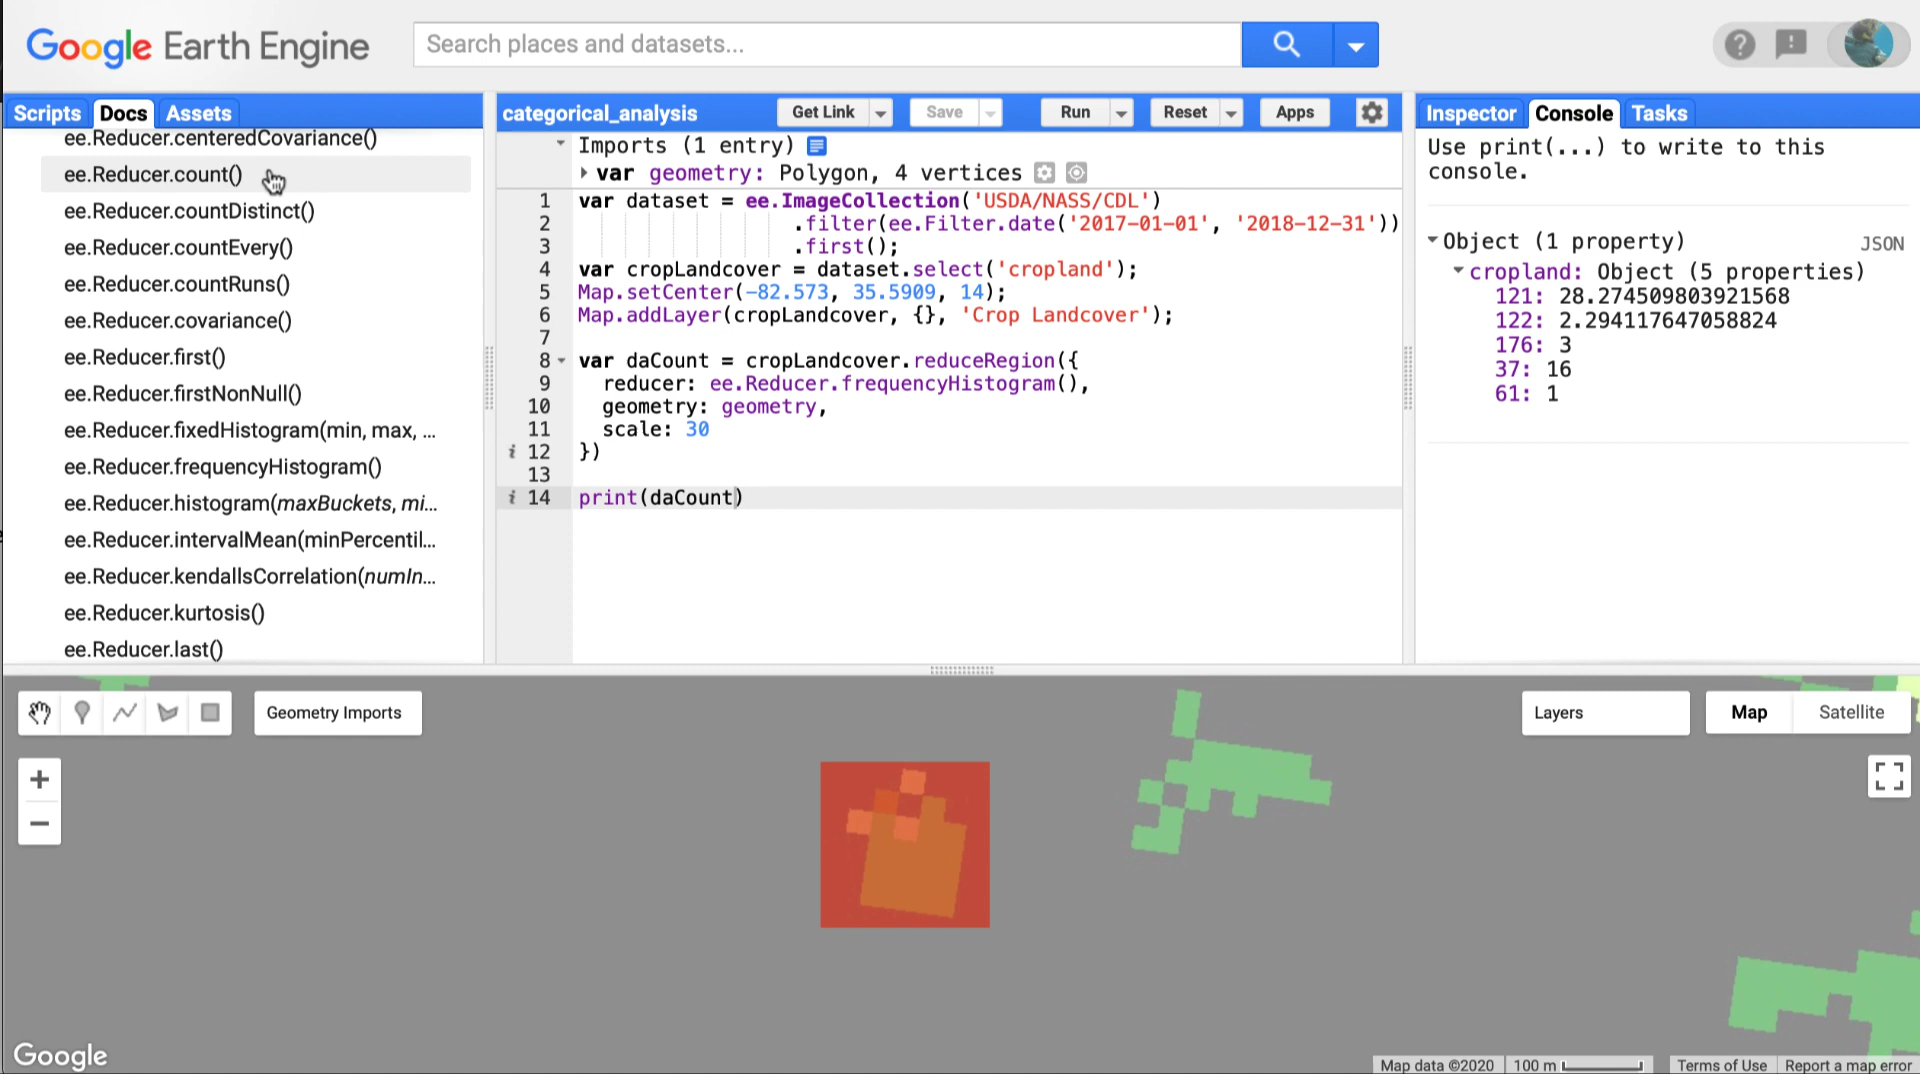 Google Earth Engine
Search places and datasets...
Scripts Docs Assets
ee.Reducer.centeredCovariance()
ee.Reducer.count()
ee.Reducer.countDistinct()
ee.Reducer.countEvery()
ee.Reducer.countRuns()
ee.Reducer.covariance()
ee.Reducer.first()
ee.Reducer.firstNonNull()
ee.Reducer.fixedHistogram(min, max, ...
ee.Reducer.frequencyHistogram()
ee.Reducer.histogram(maxBuckets, mi...
ee.Reducer.intervalMean(minPercentil...
ee.Reducer.kendallsCorrelation(numIn...
ee.Reducer.kurtosis()
ee.Reducer.last()
categorical_analysis Get Link Save Run Reset Apps
Imports (1 entry)
var geometry: Polygon, 4 vertices
1 var dataset = ee.ImageCollection('USDA/NASS/CDL')
2 .filter(ee.Filter.date('2017-01-01', '2018-12-31'))
3 .first();
4 var cropLandcover = dataset.select('cropland');
5 Map.setCenter(-82.573, 35.5909, 14);
6 Map.addLayer(cropLandcover, {}, 'Crop Landcover');
7
8 var daCount = cropLandcover.reduceRegion({
9 reducer: ee.Reducer.frequencyHistogram(),
10 geometry: geometry,
11 scale: 30
i 12 })
13
i 14 print(daCount)
Inspector Console Tasks
Use print(...) to write to this
console.
Object (1 property) JSON
cropland: Object (5 properties)
121: 28.274509803921568
122: 2.294117647058824
176: 3
37: 16
61: 1
Geometry Imports
Layers
Map Satellite
+
−
Google
Map data ©2020 100 m Terms of Use Report a map error